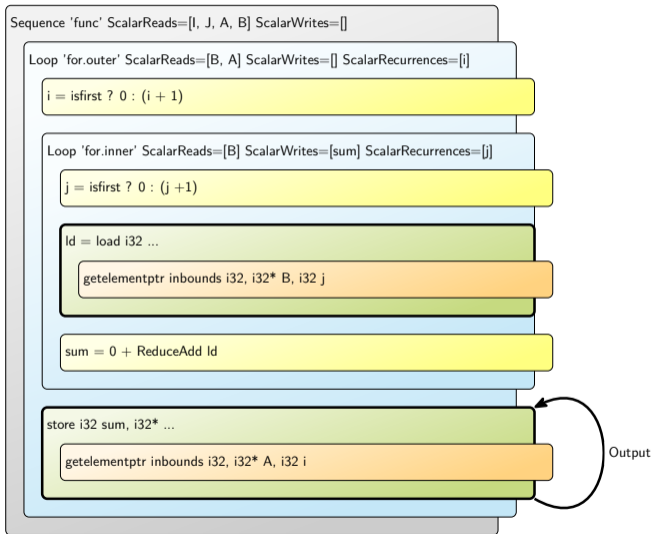 Sequence 'func' ScalarReads=[I, J, A, B] ScalarWrites=[]
Loop 'for.outer' ScalarReads=[B, A] ScalarWrites=[] ScalarRecurrences=[i]
i = isfirst ? 0 : (i + 1)
Loop 'for.inner' ScalarReads=[B] ScalarWrites=[sum] ScalarRecurrences=[j]
j = isfirst ? 0 : (j +1)
ld = load i32 ...
getelementptr inbounds i32, i32* B, i32 j
sum = 0 + ReduceAdd ld
store i32 sum, i32* ...
getelementptr inbounds i32, i32* A, i32 i
Output